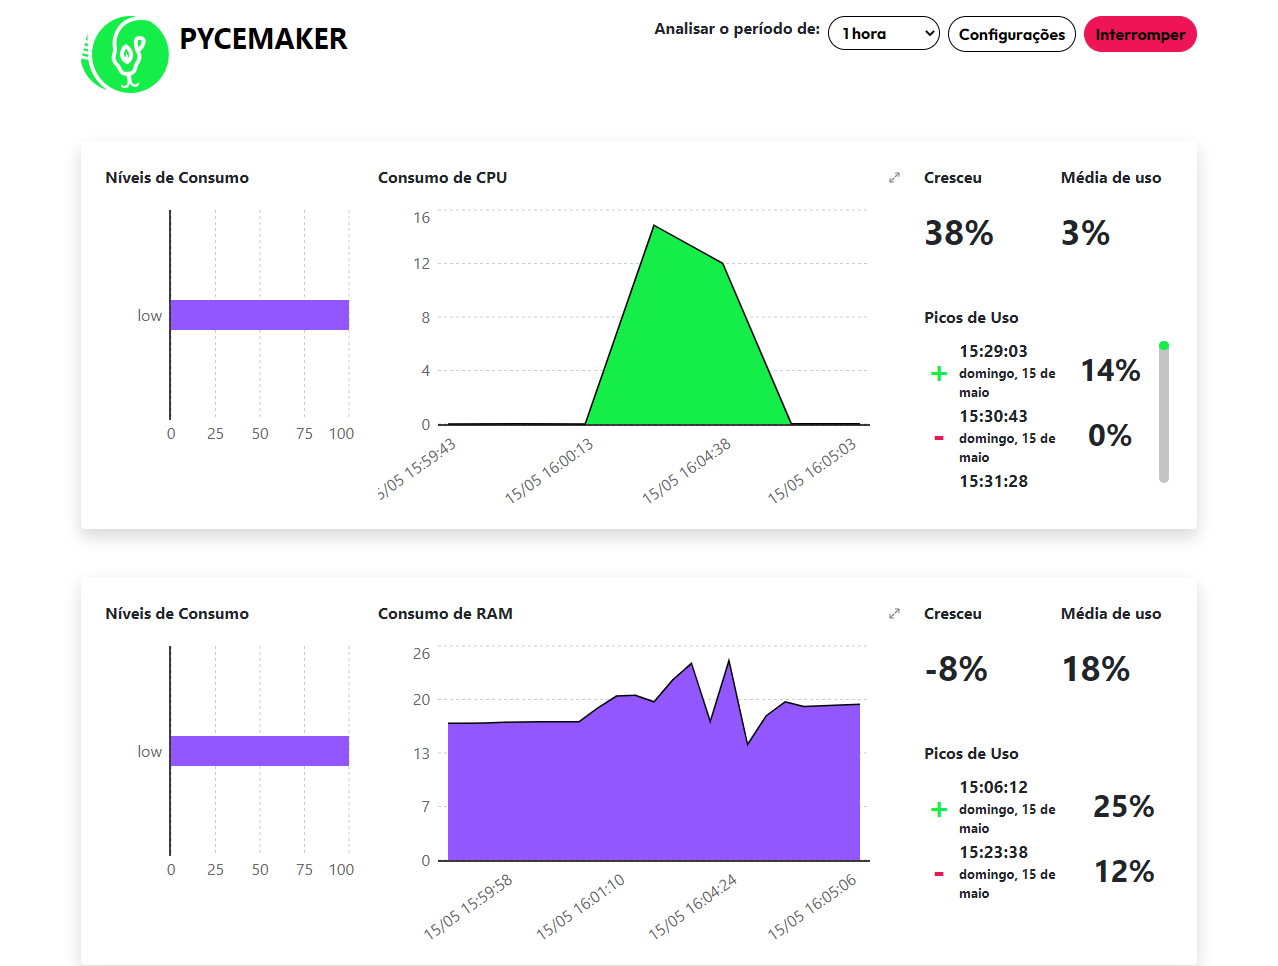 PYCEMAKER
Analisar o período de: 1 hora Configurações Interromper
Níveis de Consumo
low
0 25 50 75 100
Consumo de CPU
16
12
8
4
0
5/05 15:59:43 15/05 16:00:13 15/05 16:04:38 15/05 16:05:03
Cresceu Média de uso
38% 3%
Picos de Uso
+ 15:29:03
domingo, 15 de
maio
14%
- 15:30:43
domingo, 15 de
maio
0%
15:31:28
Níveis de Consumo
low
0 25 50 75 100
Consumo de RAM
26
20
13
7
0
15/05 15:59:58 15/05 16:01:10 15/05 16:04:24 15/05 16:05:06
Cresceu Média de uso
-8% 18%
Picos de Uso
+ 15:06:12
domingo, 15 de
maio
25%
- 15:23:38
domingo, 15 de
maio
12%